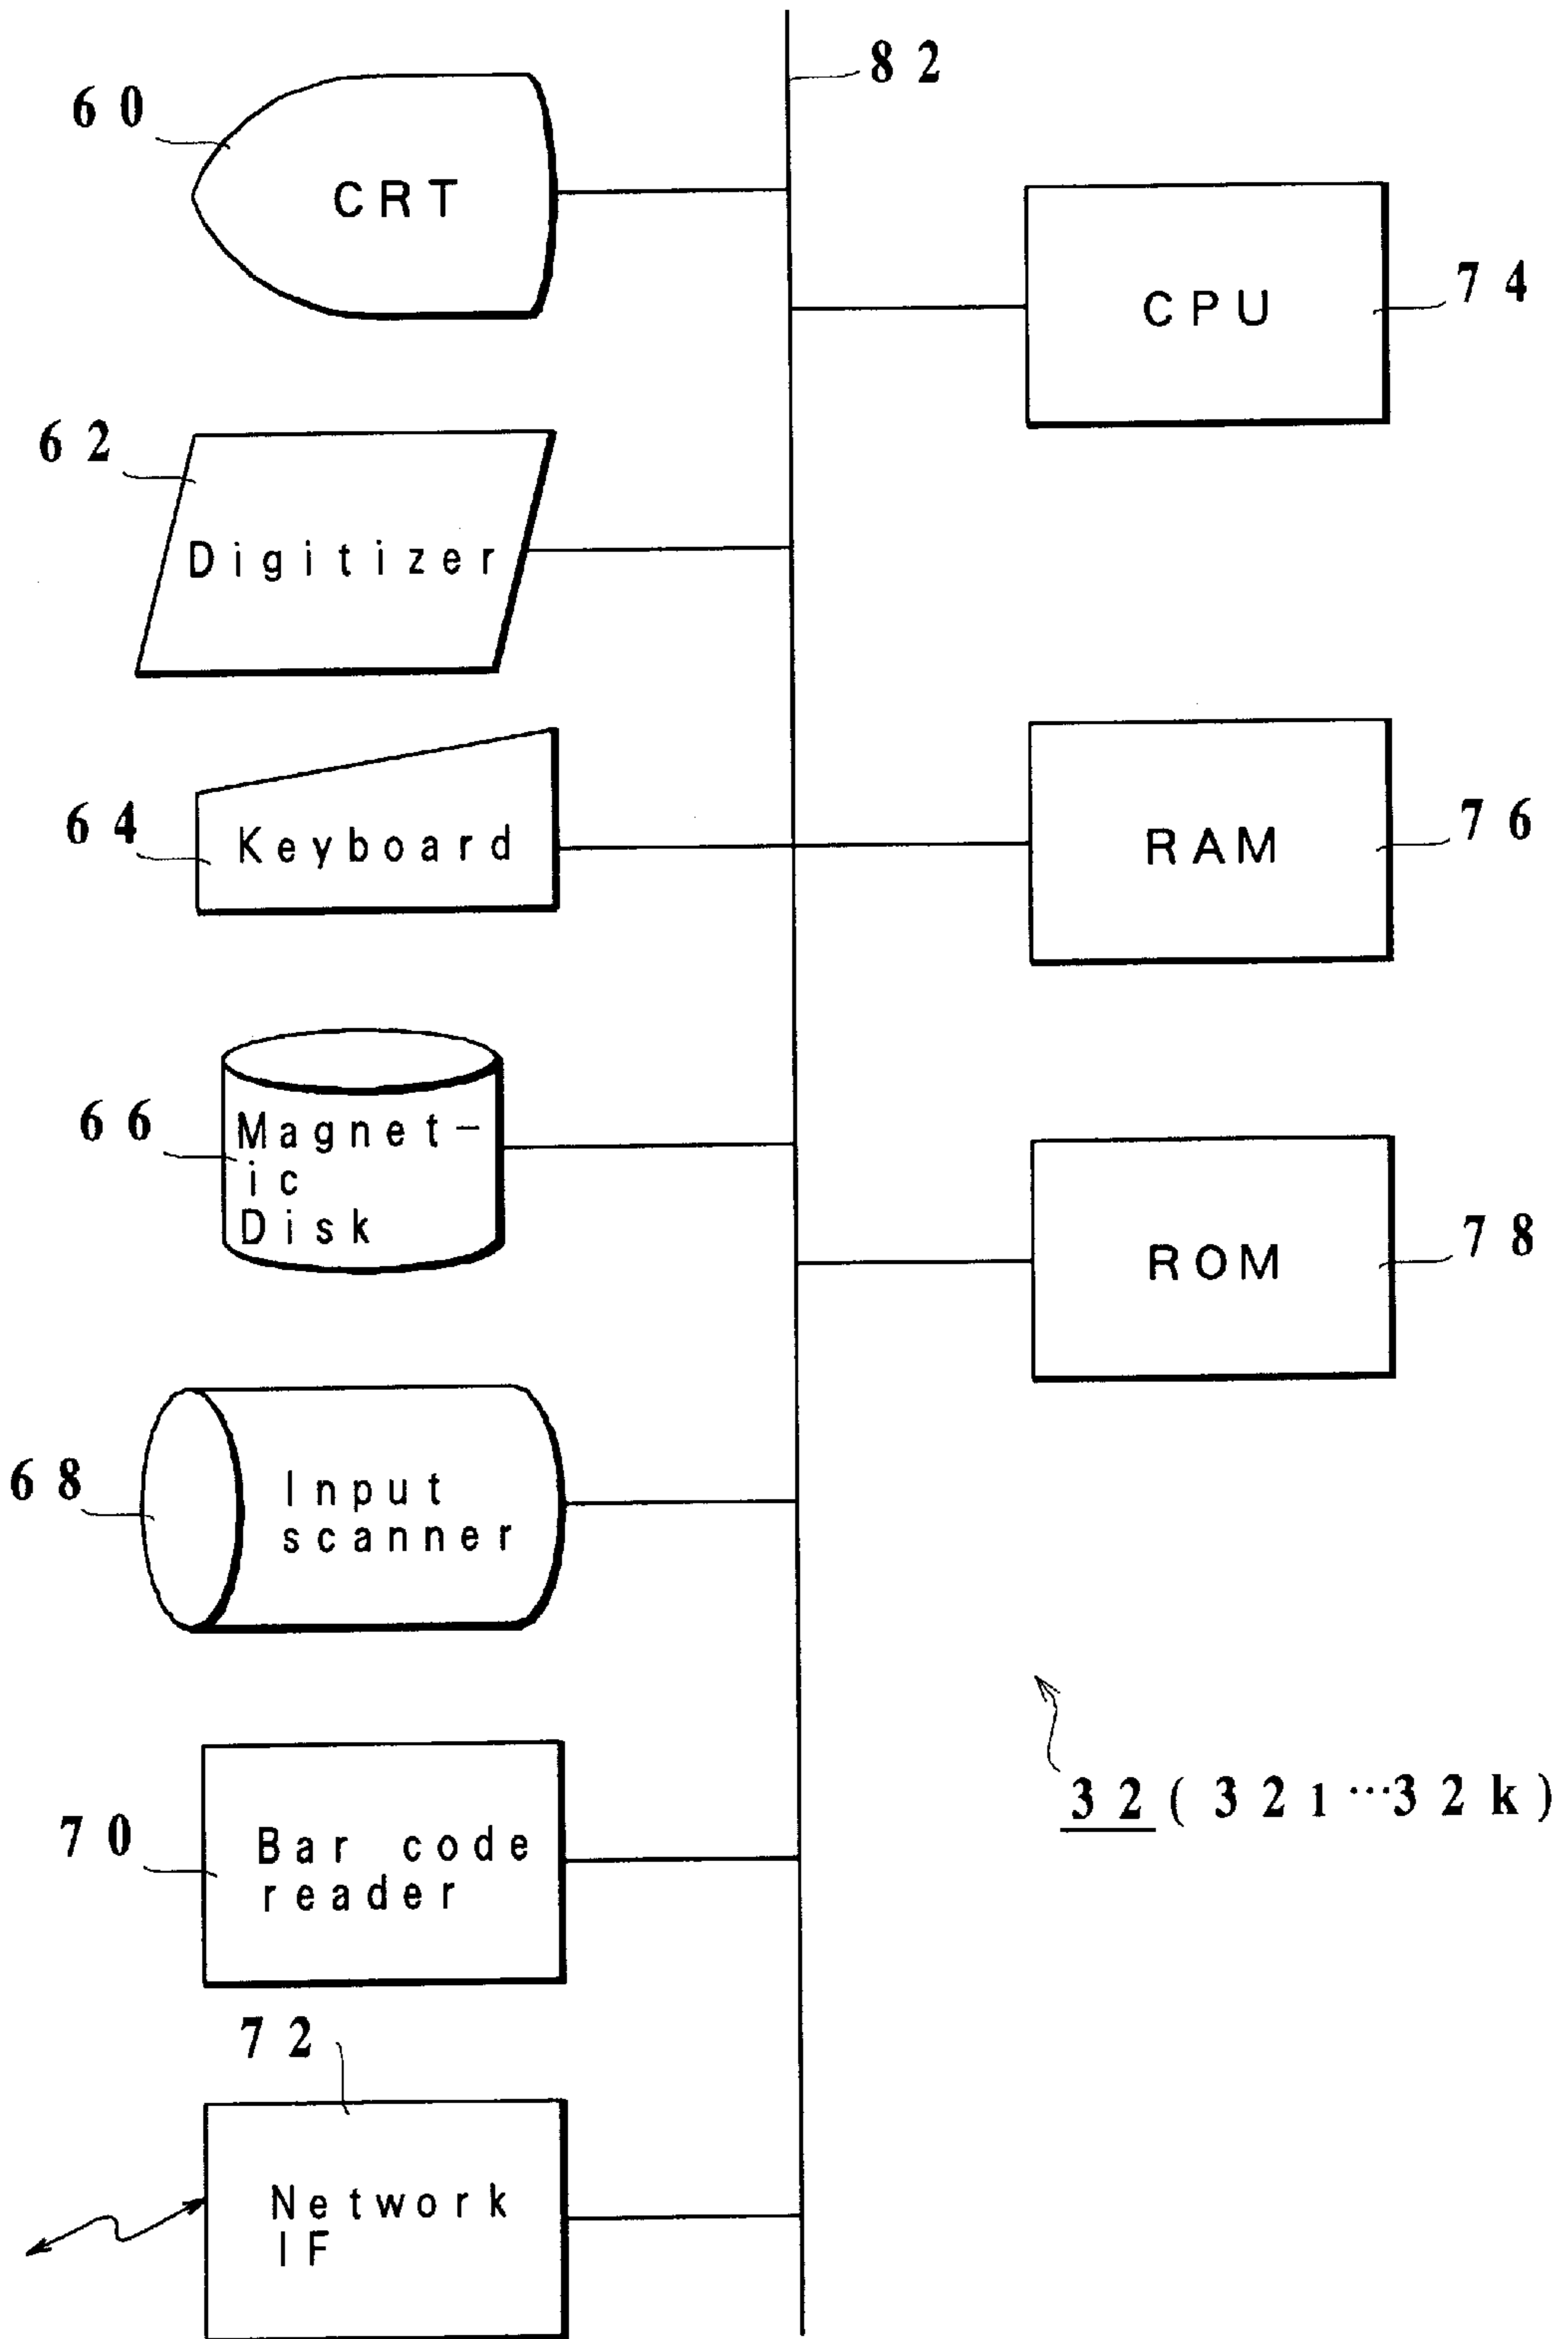 82
60
CRT
74
CPU
62
Digitizer
64
Keyboard
76
RAM
66
Magnet-
ic
Disk
78
ROM
68
Input
scanner
32(321…32k)
70
Bar code
reader
72
Network
IF